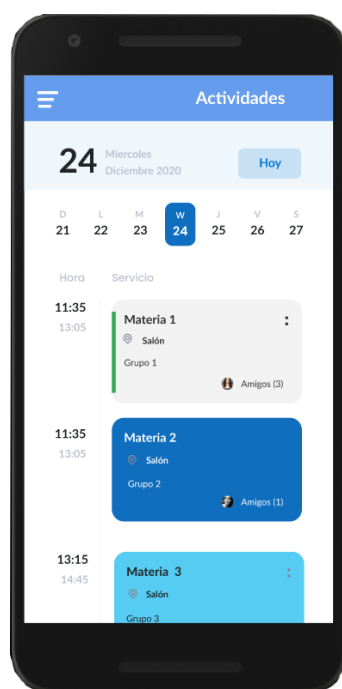 Actividades
24
Miercoles
Diciembre 2020
Hoy
D L M W J V S
21 22 23 24 25 26 27
Hora Servicio
11:35
13:05
Materia 1
Salón
Grupo 1
Amigos (3)
11:35
13:05
Materia 2
Salón
Grupo 2
Amigos (1)
13:15
14:45
Materia 3
Salón
Grupo 3